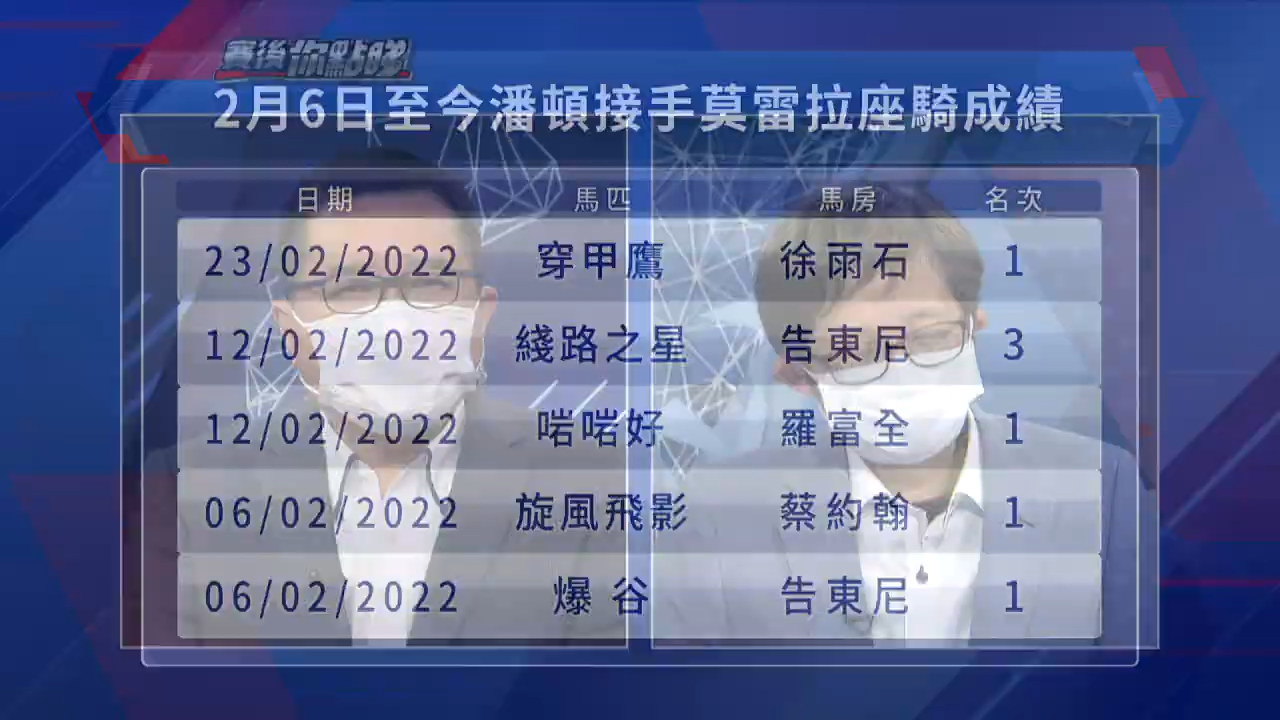 賽後你點睇
2月6日至今潘頓接手莫雷拉座騎成績
日期 馬匹 馬房 名次
23/02/2022 穿甲鷹 徐雨石 1
12/02/2022 綫路之星 告東尼 3
12/02/2022 啱啱好 羅富全 1
06/02/2022 旋風飛影 蔡約翰 1
06/02/2022 爆谷 告東尼 1